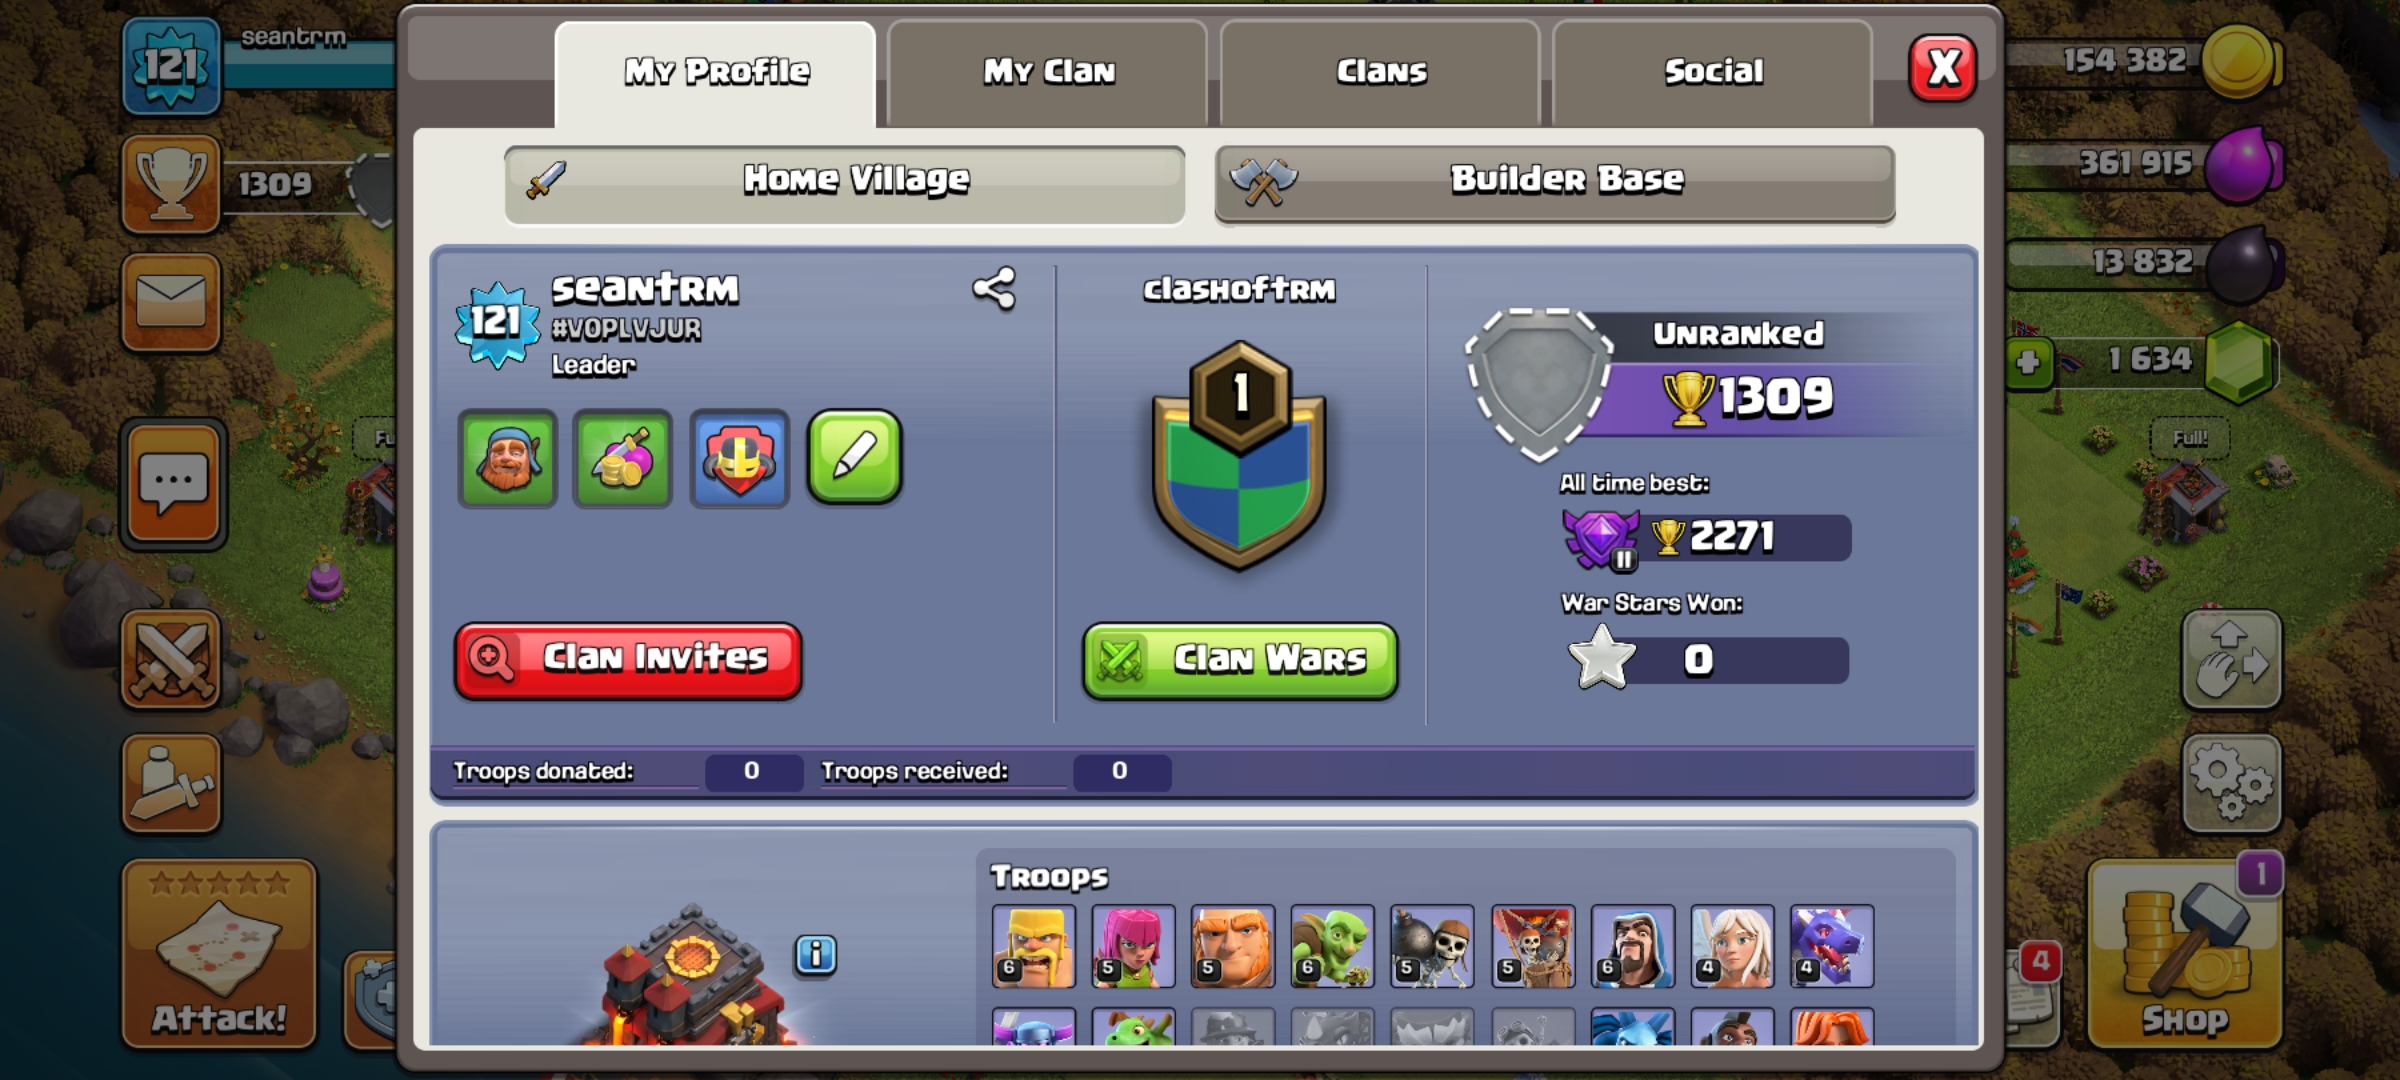 121
seantrm
1309
Attack!
My Profile
My Clan
Clans
Social
X
Home Village
Builder Base
121
seantrm
#VOPLVJUR
Leader
Clan Invites
clashoftrm
1
Clan Wars
Unranked
1309
All time best:
2271
War Stars Won:
0
Troops donated: 0
Troops received: 0
Troops
6 5 5 6 5 5 6 4 4
154 382
361 915
13 832
1 634
Full!
1
4
Shop